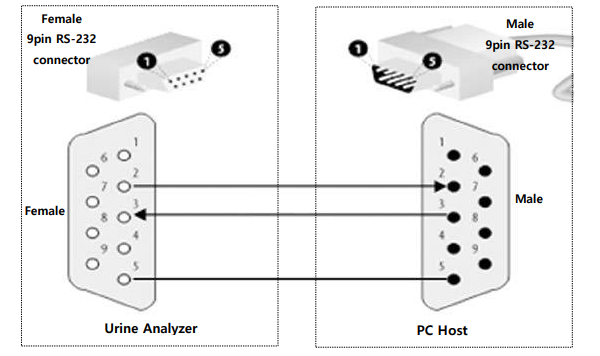 Female
9pin RS-232
connector
1
5
Male
9pin RS-232
connector
1
5
1
6
2
7
3
8
4
9
5
Female
Urine Analyzer
1
6
2
7
3
8
4
9
5
Male
PC Host